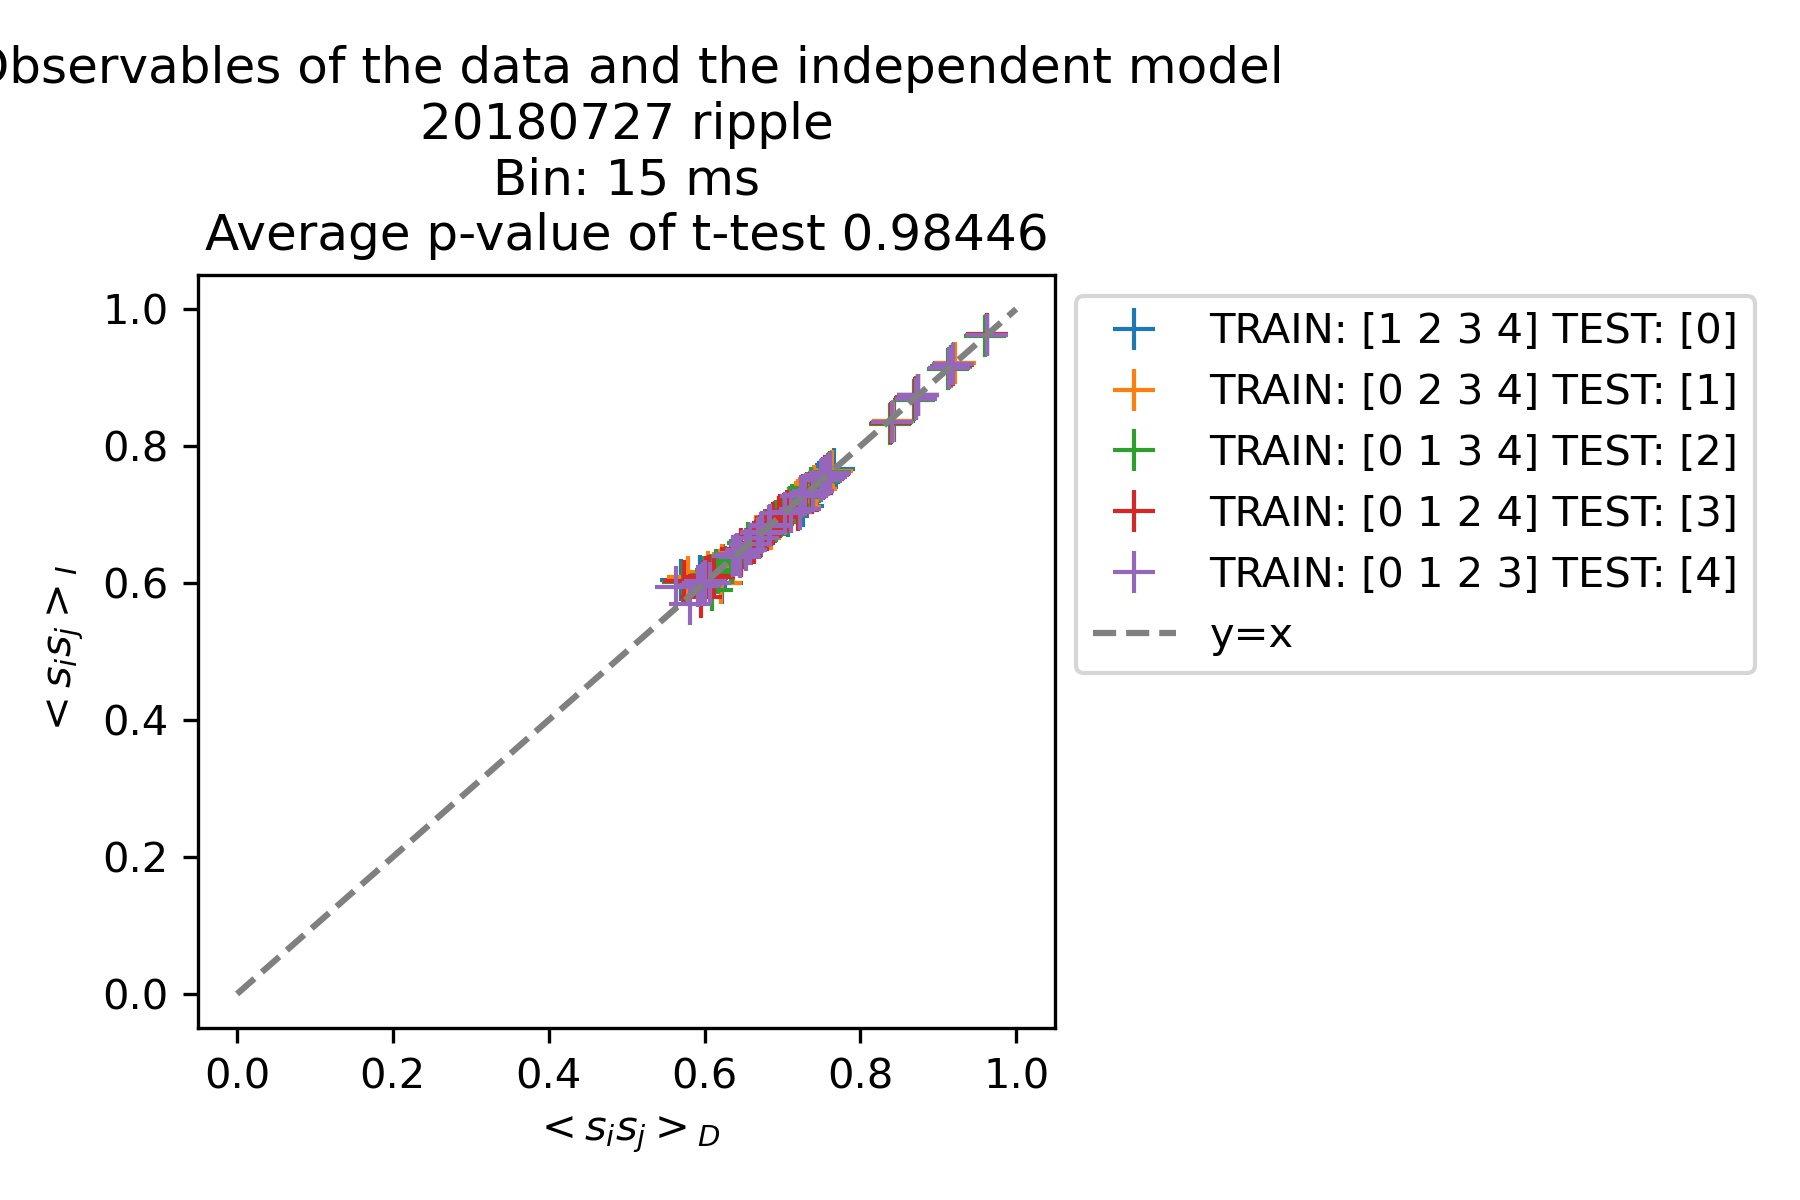 Observables of the data and the independent model
20180727 ripple
Bin: 15 ms
Average p-value of t-test 0.98446
1.0
0.8
0.6
0.4
0.2
0.0
< s_i s_j >_I
0.0 0.2 0.4 0.6 0.8 1.0
< s_i s_j >_D
TRAIN: [1 2 3 4] TEST: [0]
TRAIN: [0 2 3 4] TEST: [1]
TRAIN: [0 1 3 4] TEST: [2]
TRAIN: [0 1 2 4] TEST: [3]
TRAIN: [0 1 2 3] TEST: [4]
y=x